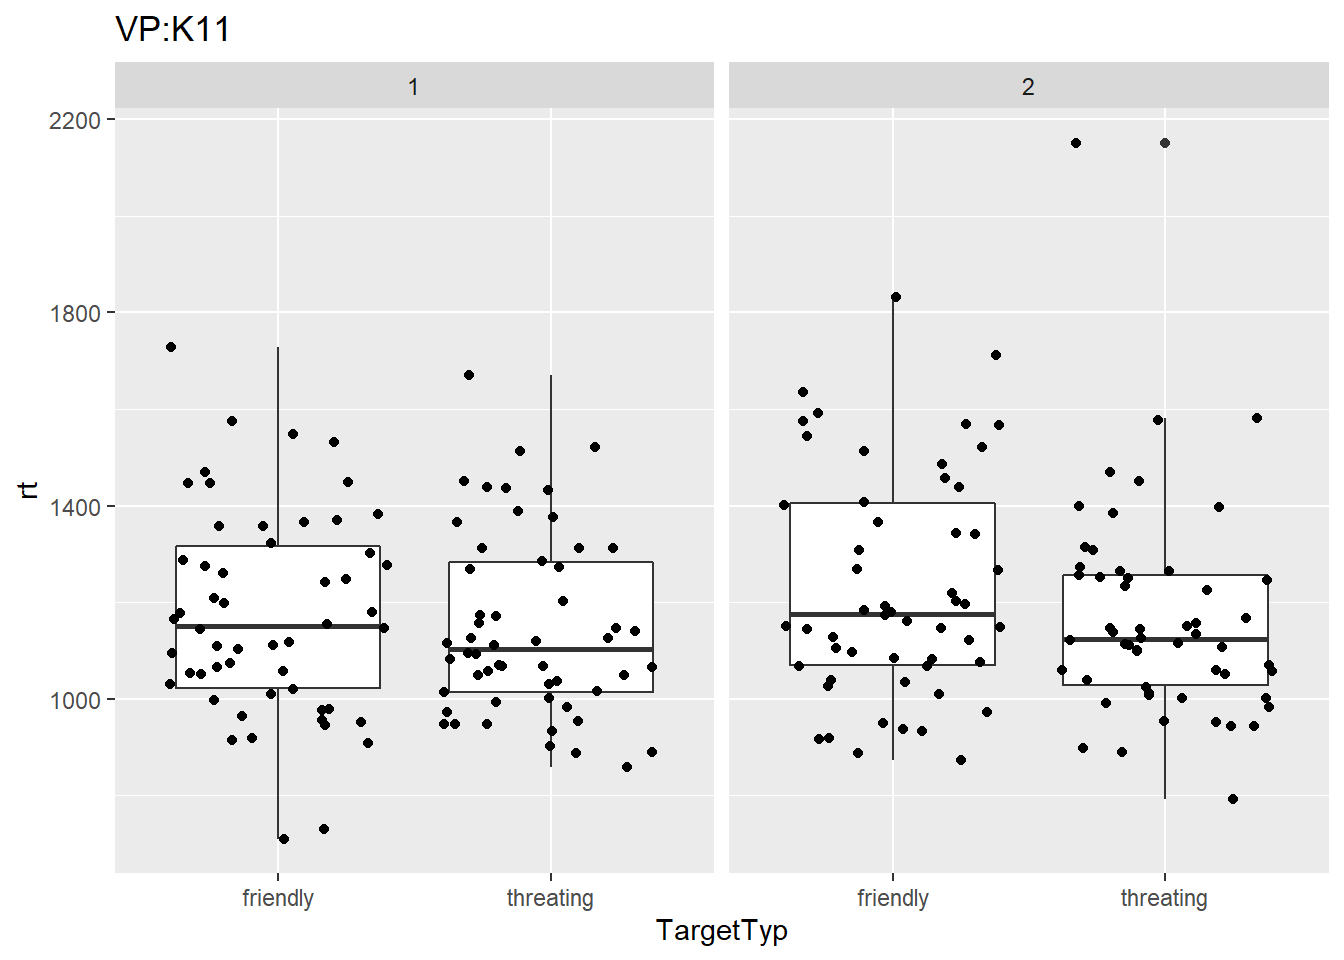 VP:K11
1
2
2200
1800
1400
1000
rt
friendly
threating
friendly
threating
TargetTyp